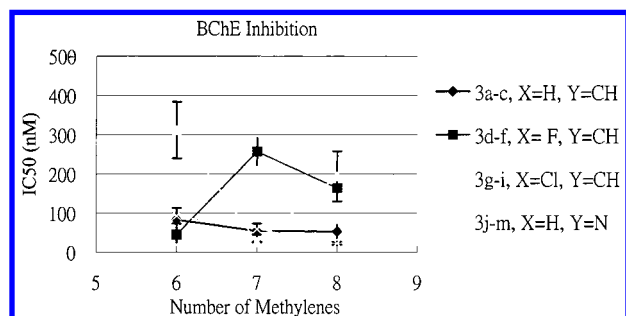 BChE Inhibition
500
400
300
200
100
0
IC50 (nM)
5 6 7 8 9
Number of Methylenes
3a-c, X=H, Y=CH
3d-f, X= F, Y=CH
3g-i, X=Cl, Y=CH
3j-m, X=H, Y=N